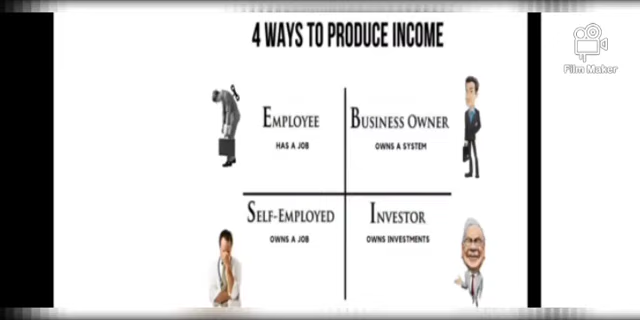 4 WAYS TO PRODUCE INCOME
Film Maker
EMPLOYEE
HAS A JOB
BUSINESS OWNER
OWNS A SYSTEM
SELF-EMPLOYED
OWNS A JOB
INVESTOR
OWNS INVESTMENTS